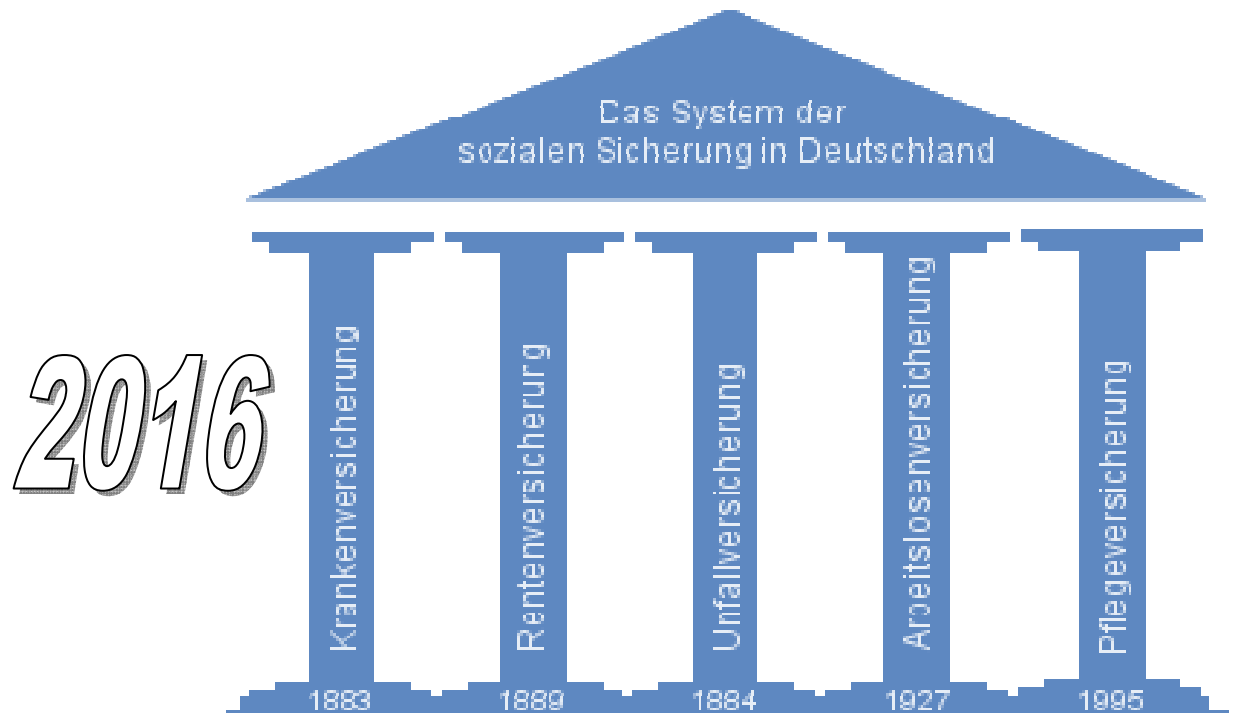 Das System der
sozialen Sicherung in Deutschland
2016
Krankenversicherung
Rentenversicherung
Unfallversicherung
Arbeitslosenversicherung
Pflegeversicherung
1883
1889
1884
1927
1995